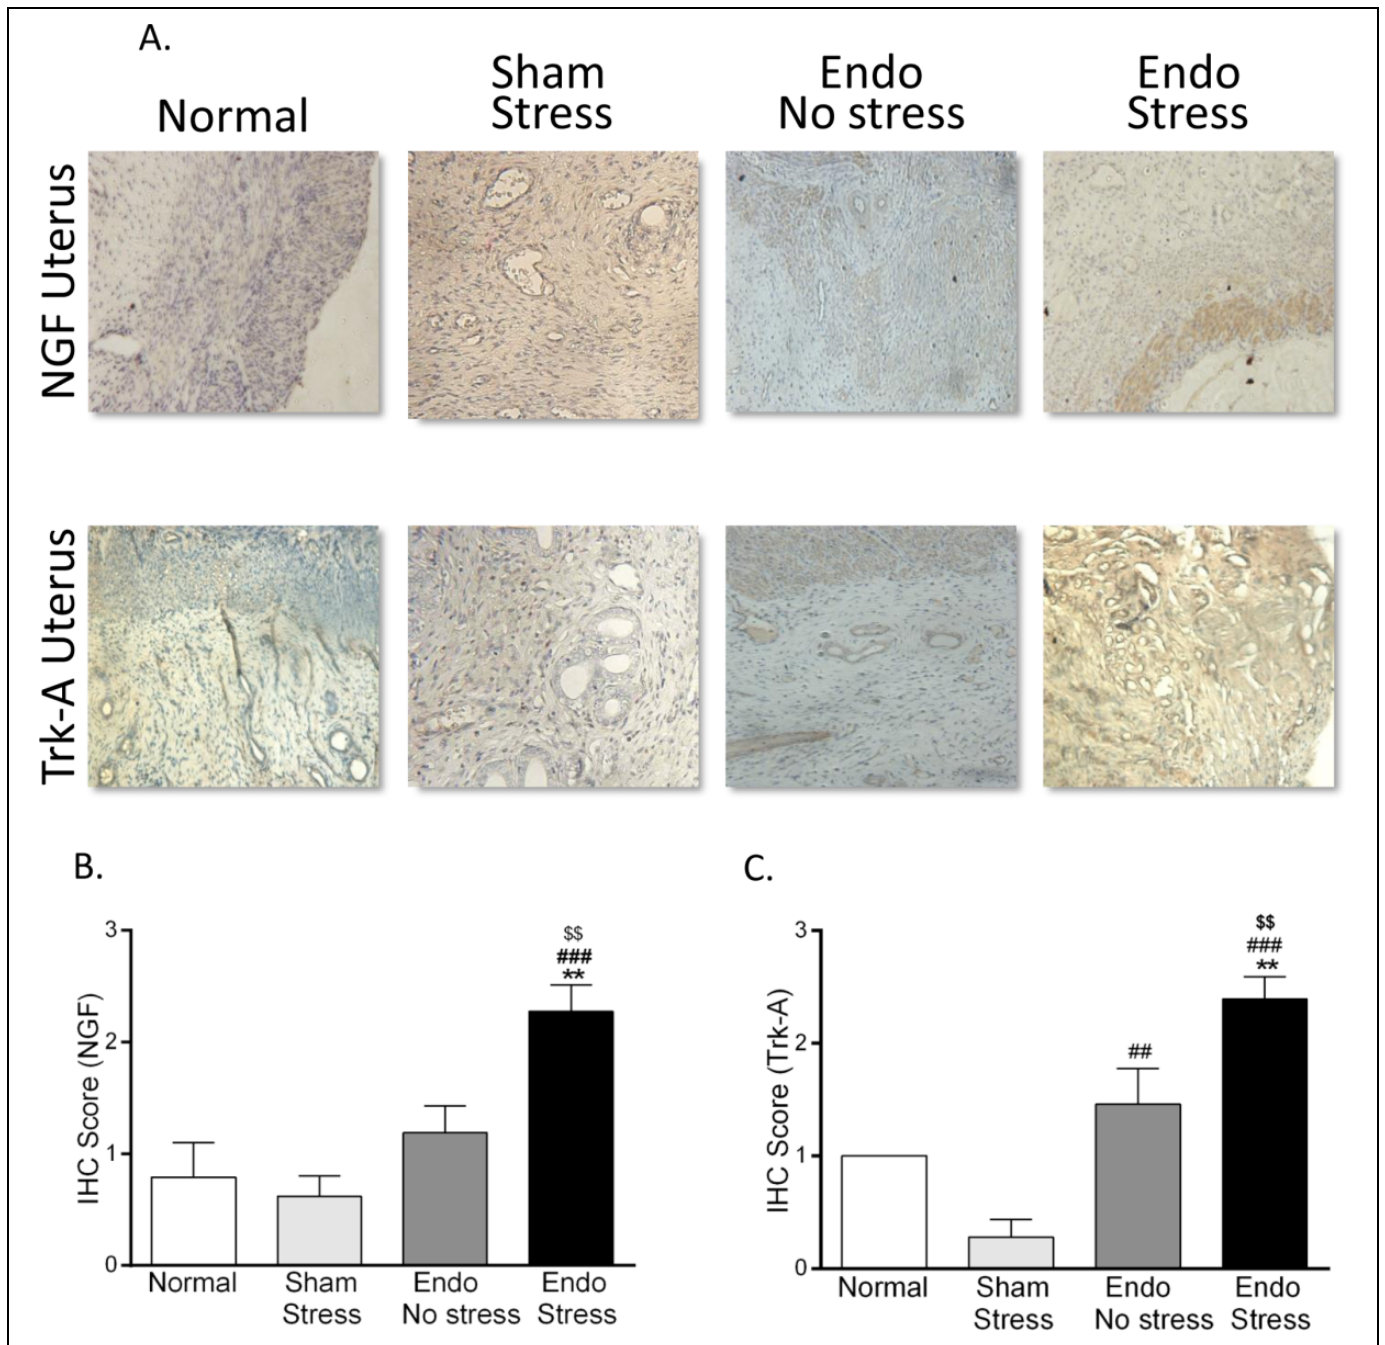 A.
Normal
Sham
Stress
Endo
No stress
Endo
Stress
NGF Uterus
Trk-A Uterus
B.
IHC Score (NGF)
3
2
1
0
$$
###
**
Normal
Sham
Stress
Endo
No stress
Endo
Stress
C.
IHC Score (Trk-A)
3
2
1
0
##
$$
###
**
Normal
Sham
Stress
Endo
No stress
Endo
Stress